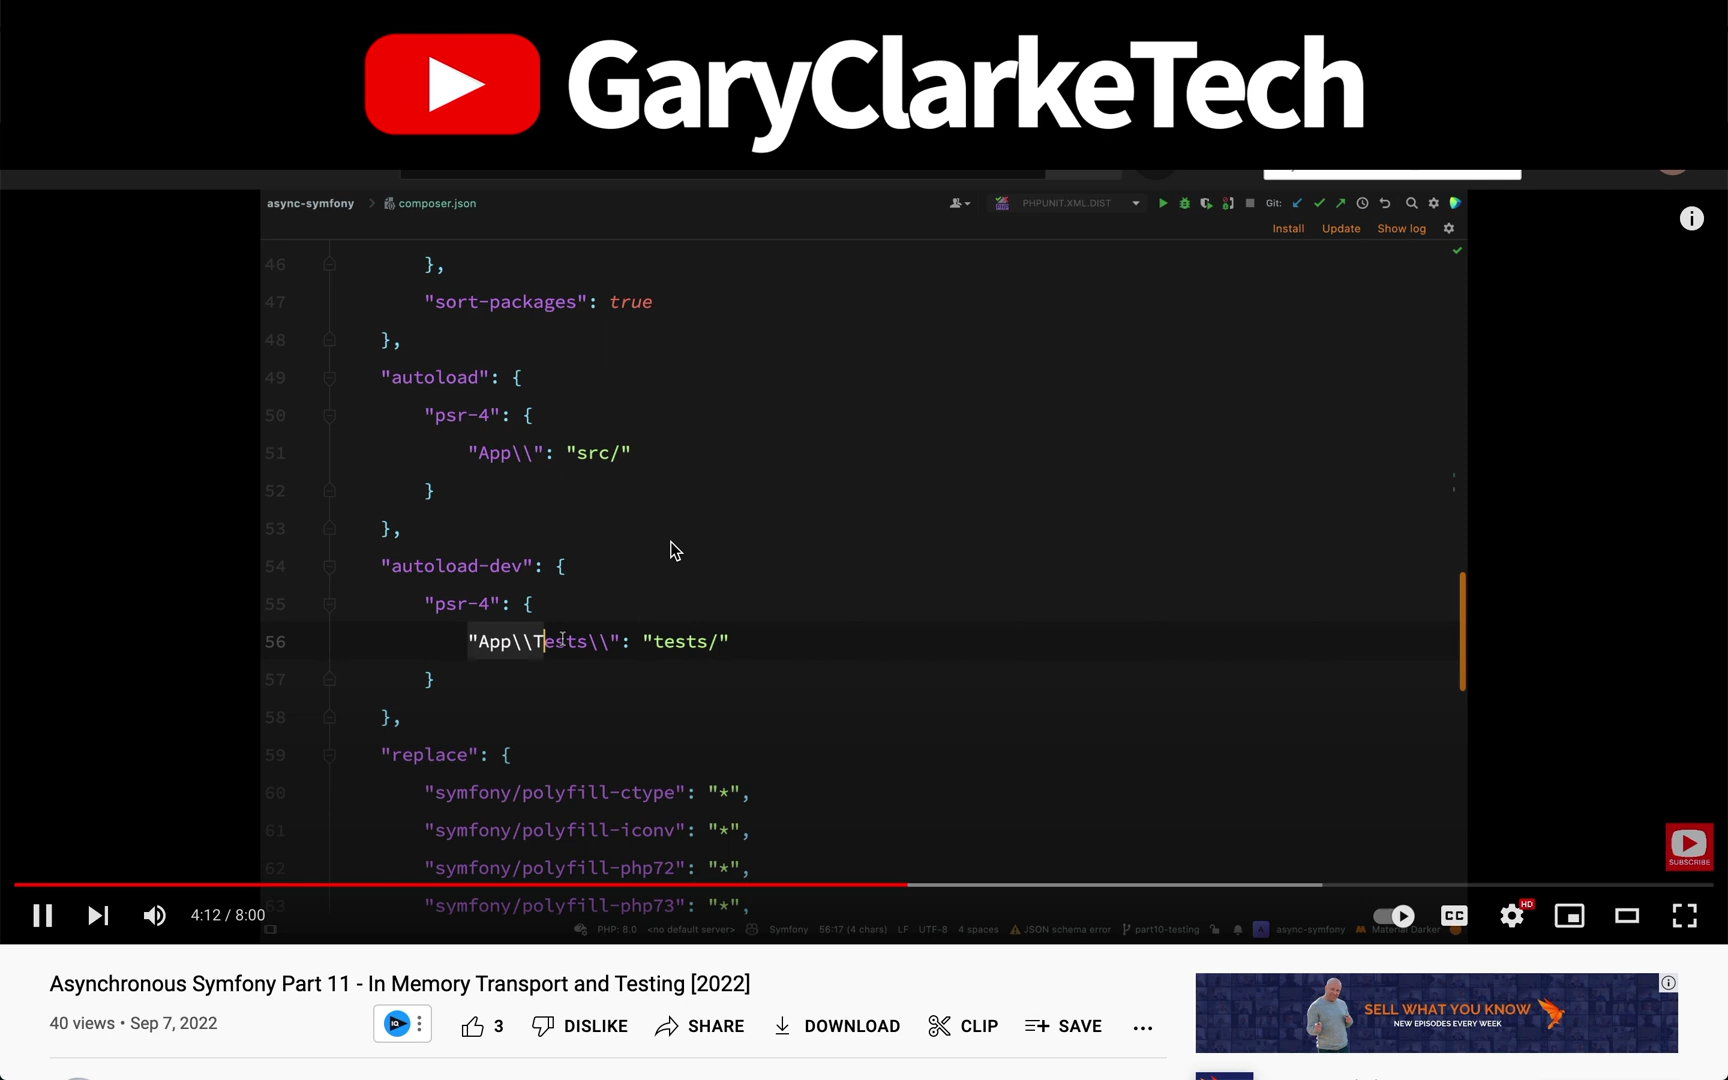 GaryClarkeTech
async-symfony > composer.json
PHPUNIT.XML.DIST
Git:
Install Update Show log
46 },
47 "sort-packages": true
48 },
49 "autoload": {
50 "psr-4": {
51 "App\\": "src/"
52 }
53 },
54 "autoload-dev": {
55 "psr-4": {
56 "App\\Tests\\": "tests/"
57 }
58 },
59 "replace": {
60 "symfony/polyfill-ctype": "*",
61 "symfony/polyfill-iconv": "*",
62 "symfony/polyfill-php72": "*",
63 "symfony/polyfill-php73": "*",
SUBSCRIBE
4:12 / 8:00
CC
HD
PHP: 8.0 <no default server> Symfony 56:17 (4 chars) LF UTF-8 4 spaces JSON schema error part10-testing A async-symfony Material Darker
Asynchronous Symfony Part 11 - In Memory Transport and Testing [2022]
40 views • Sep 7, 2022
iQ
3 DISLIKE SHARE DOWNLOAD CLIP SAVE
SELL WHAT YOU KNOW
NEW EPISODES EVERY WEEK